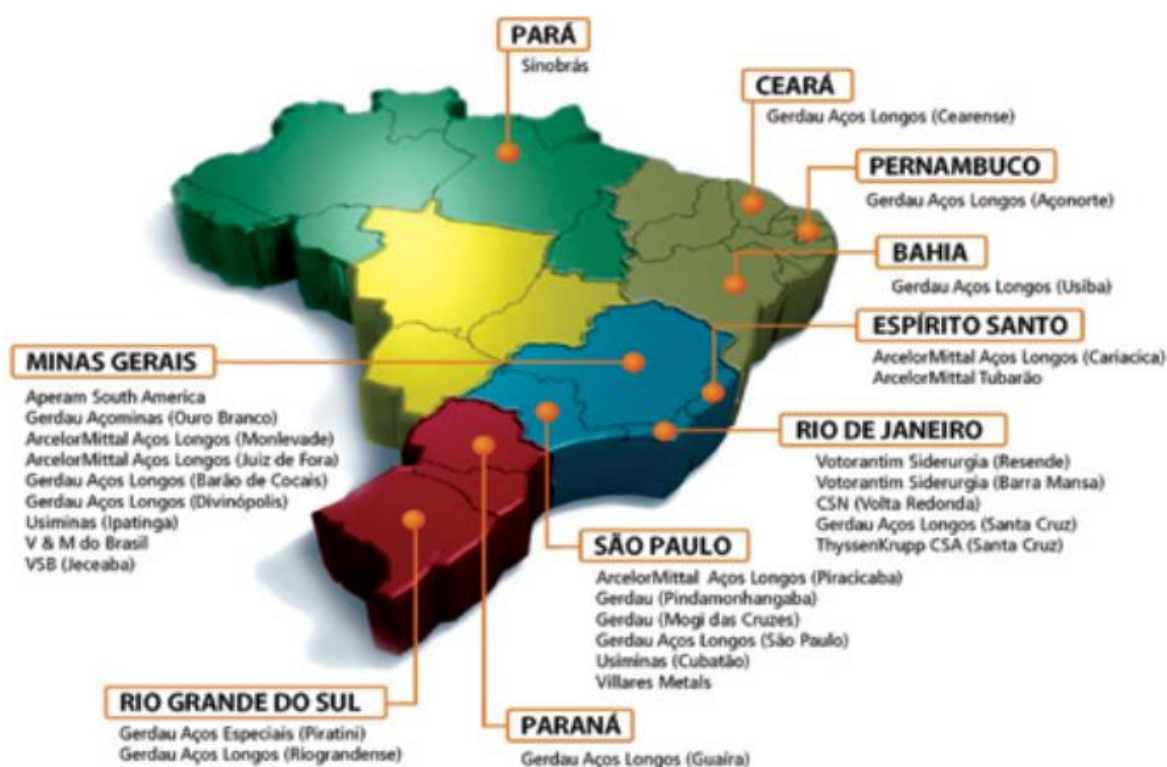 PARÁ
Sinobrás
CEARÁ
Gerdau Aços Longos (Cearense)
PERNAMBUCO
Gerdau Aços Longos (Açonorte)
BAHIA
Gerdau Aços Longos (Usiba)
ESPÍRITO SANTO
ArcelorMittal Aços Longos (Cariacica)
ArcelorMittal Tubarão
MINAS GERAIS
Aperam South America
Gerdau Açominas (Ouro Branco)
ArcelorMittal Aços Longos (Monlevade)
ArcelorMittal Aços Longos (Juiz de Fora)
Gerdau Aços Longos (Barão de Cocais)
Gerdau Aços Longos (Divinópolis)
Usiminas (Ipatinga)
V & M do Brasil
VSB (Jeceaba)
RIO DE JANEIRO
Votorantim Siderurgia (Resende)
Votorantim Siderurgia (Barra Mansa)
CSN (Volta Redonda)
Gerdau Aços Longos (Santa Cruz)
ThyssenKrupp CSA (Santa Cruz)
SÃO PAULO
ArcelorMittal Aços Longos (Piracicaba)
Gerdau (Pindamonhangaba)
Gerdau (Mogi das Cruzes)
Gerdau Aços Longos (São Paulo)
Usiminas (Cubatão)
Villares Metals
RIO GRANDE DO SUL
Gerdau Aços Especiais (Piratini)
Gerdau Aços Longos (Riograndense)
PARANÁ
Gerdau Aços Longos (Guaíra)